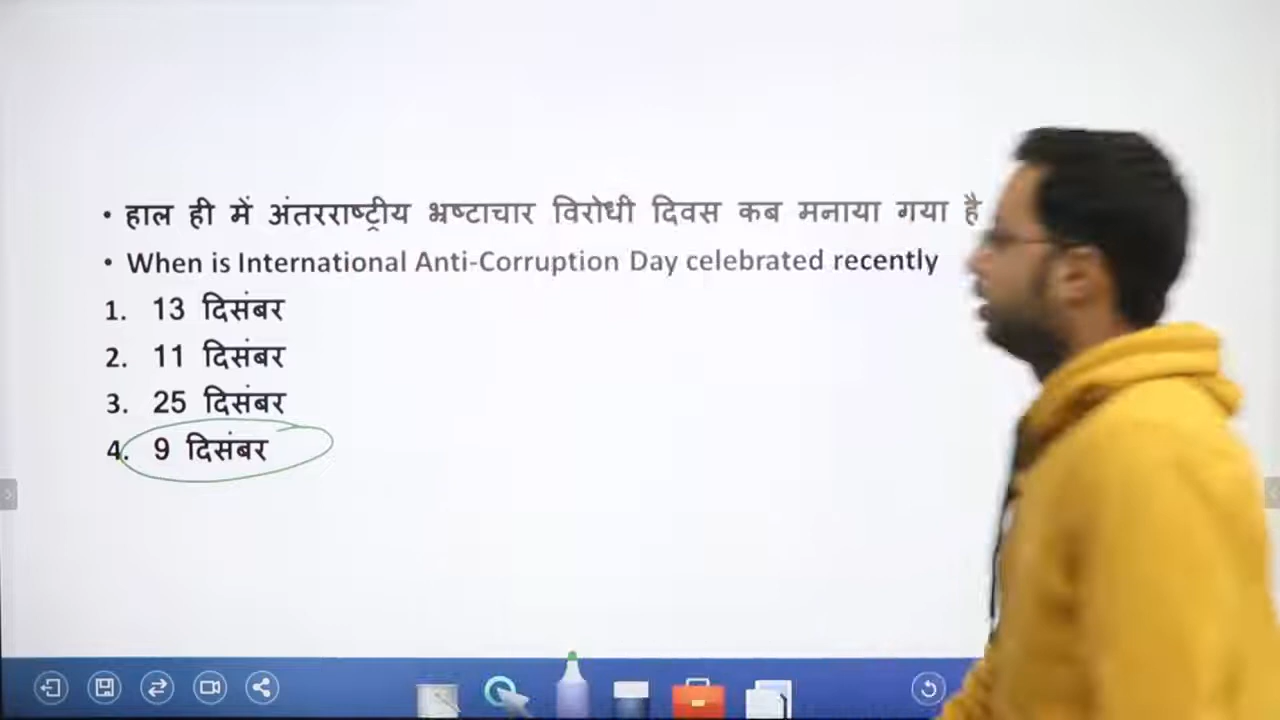 • हाल ही में अंतरराष्ट्रीय भ्रष्टाचार विरोधी दिवस कब मनाया गया है
• When is International Anti-Corruption Day celebrated recently
1. 13 दिसंबर
2. 11 दिसंबर
3. 25 दिसंबर
4. 9 दिसंबर